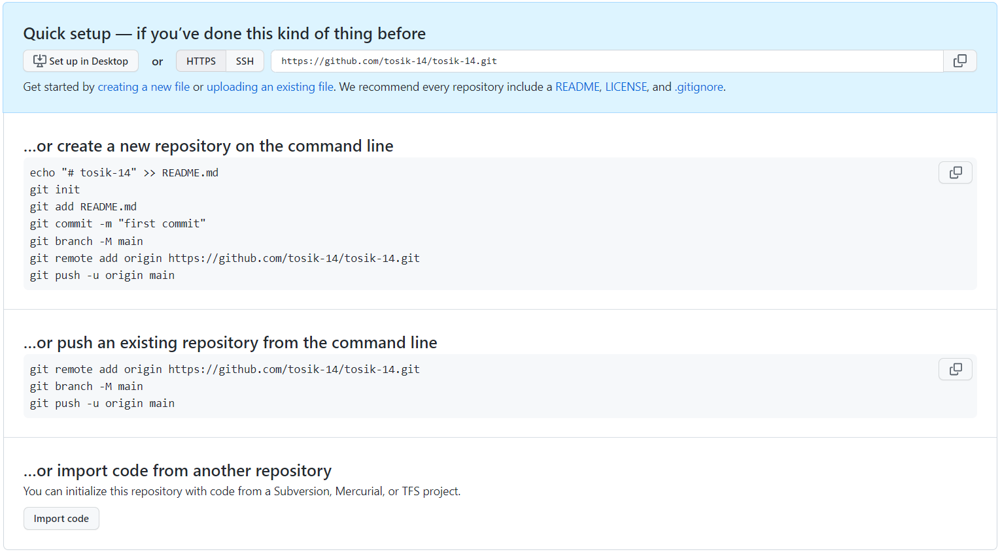 Quick setup — if you’ve done this kind of thing before
Set up in Desktop or HTTPS SSH https://github.com/tosik-14/tosik-14.git
Get started by creating a new file or uploading an existing file. We recommend every repository include a README, LICENSE, and .gitignore.
…or create a new repository on the command line
echo "# tosik-14" >> README.md
git init
git add README.md
git commit -m "first commit"
git branch -M main
git remote add origin https://github.com/tosik-14/tosik-14.git
git push -u origin main
…or push an existing repository from the command line
git remote add origin https://github.com/tosik-14/tosik-14.git
git branch -M main
git push -u origin main
…or import code from another repository
You can initialize this repository with code from a Subversion, Mercurial, or TFS project.
Import code